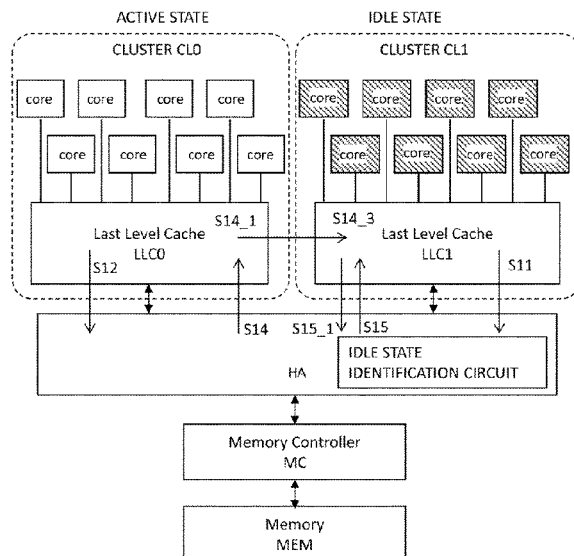 ACTIVE STATE
IDLE STATE
CLUSTER CL0
CLUSTER CL1
core core core core
core core core core
core core core core
core core core core
Last Level Cache
LLC0
S14_1
S14_3
Last Level Cache
LLC1
S12
S11
S14
S15_1
S15
IDLE STATE
IDENTIFICATION CIRCUIT
HA
Memory Controller
MC
Memory
MEM